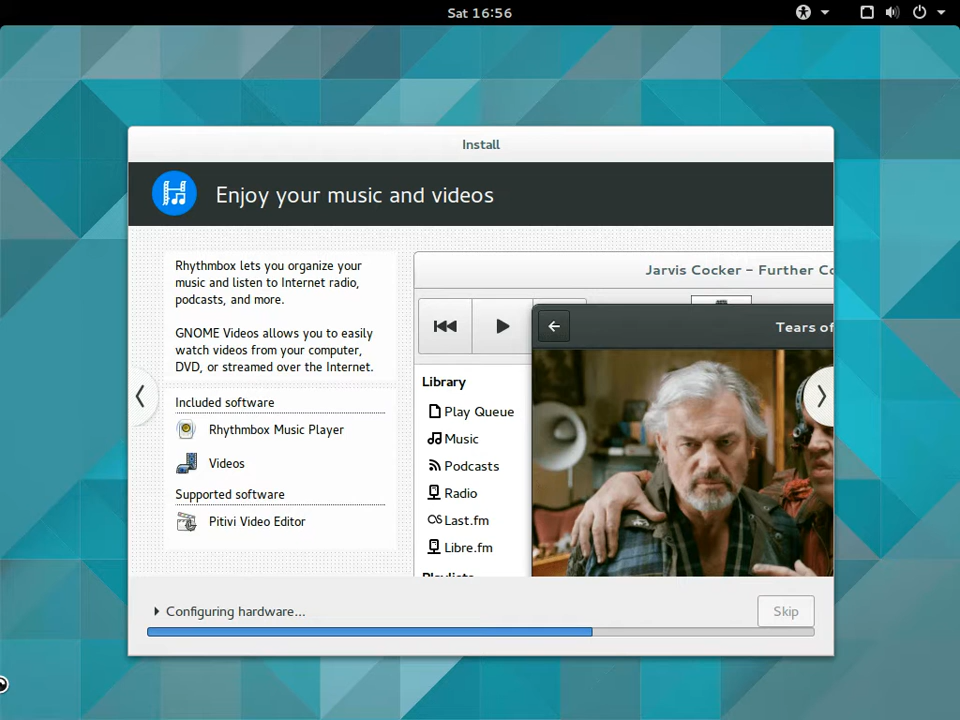 Sat 16:56
Install
Enjoy your music and videos
Rhythmbox lets you organize your
music and listen to Internet radio,
podcasts, and more.
GNOME Videos allows you to easily
watch videos from your computer,
DVD, or streamed over the Internet.
Included software
Rhythmbox Music Player
Videos
Supported software
Pitivi Video Editor
Jarvis Cocker – Further Co
Tears of
Library
Play Queue
Music
Podcasts
Radio
Last.fm
Libre.fm
Playlists
Configuring hardware...
Skip